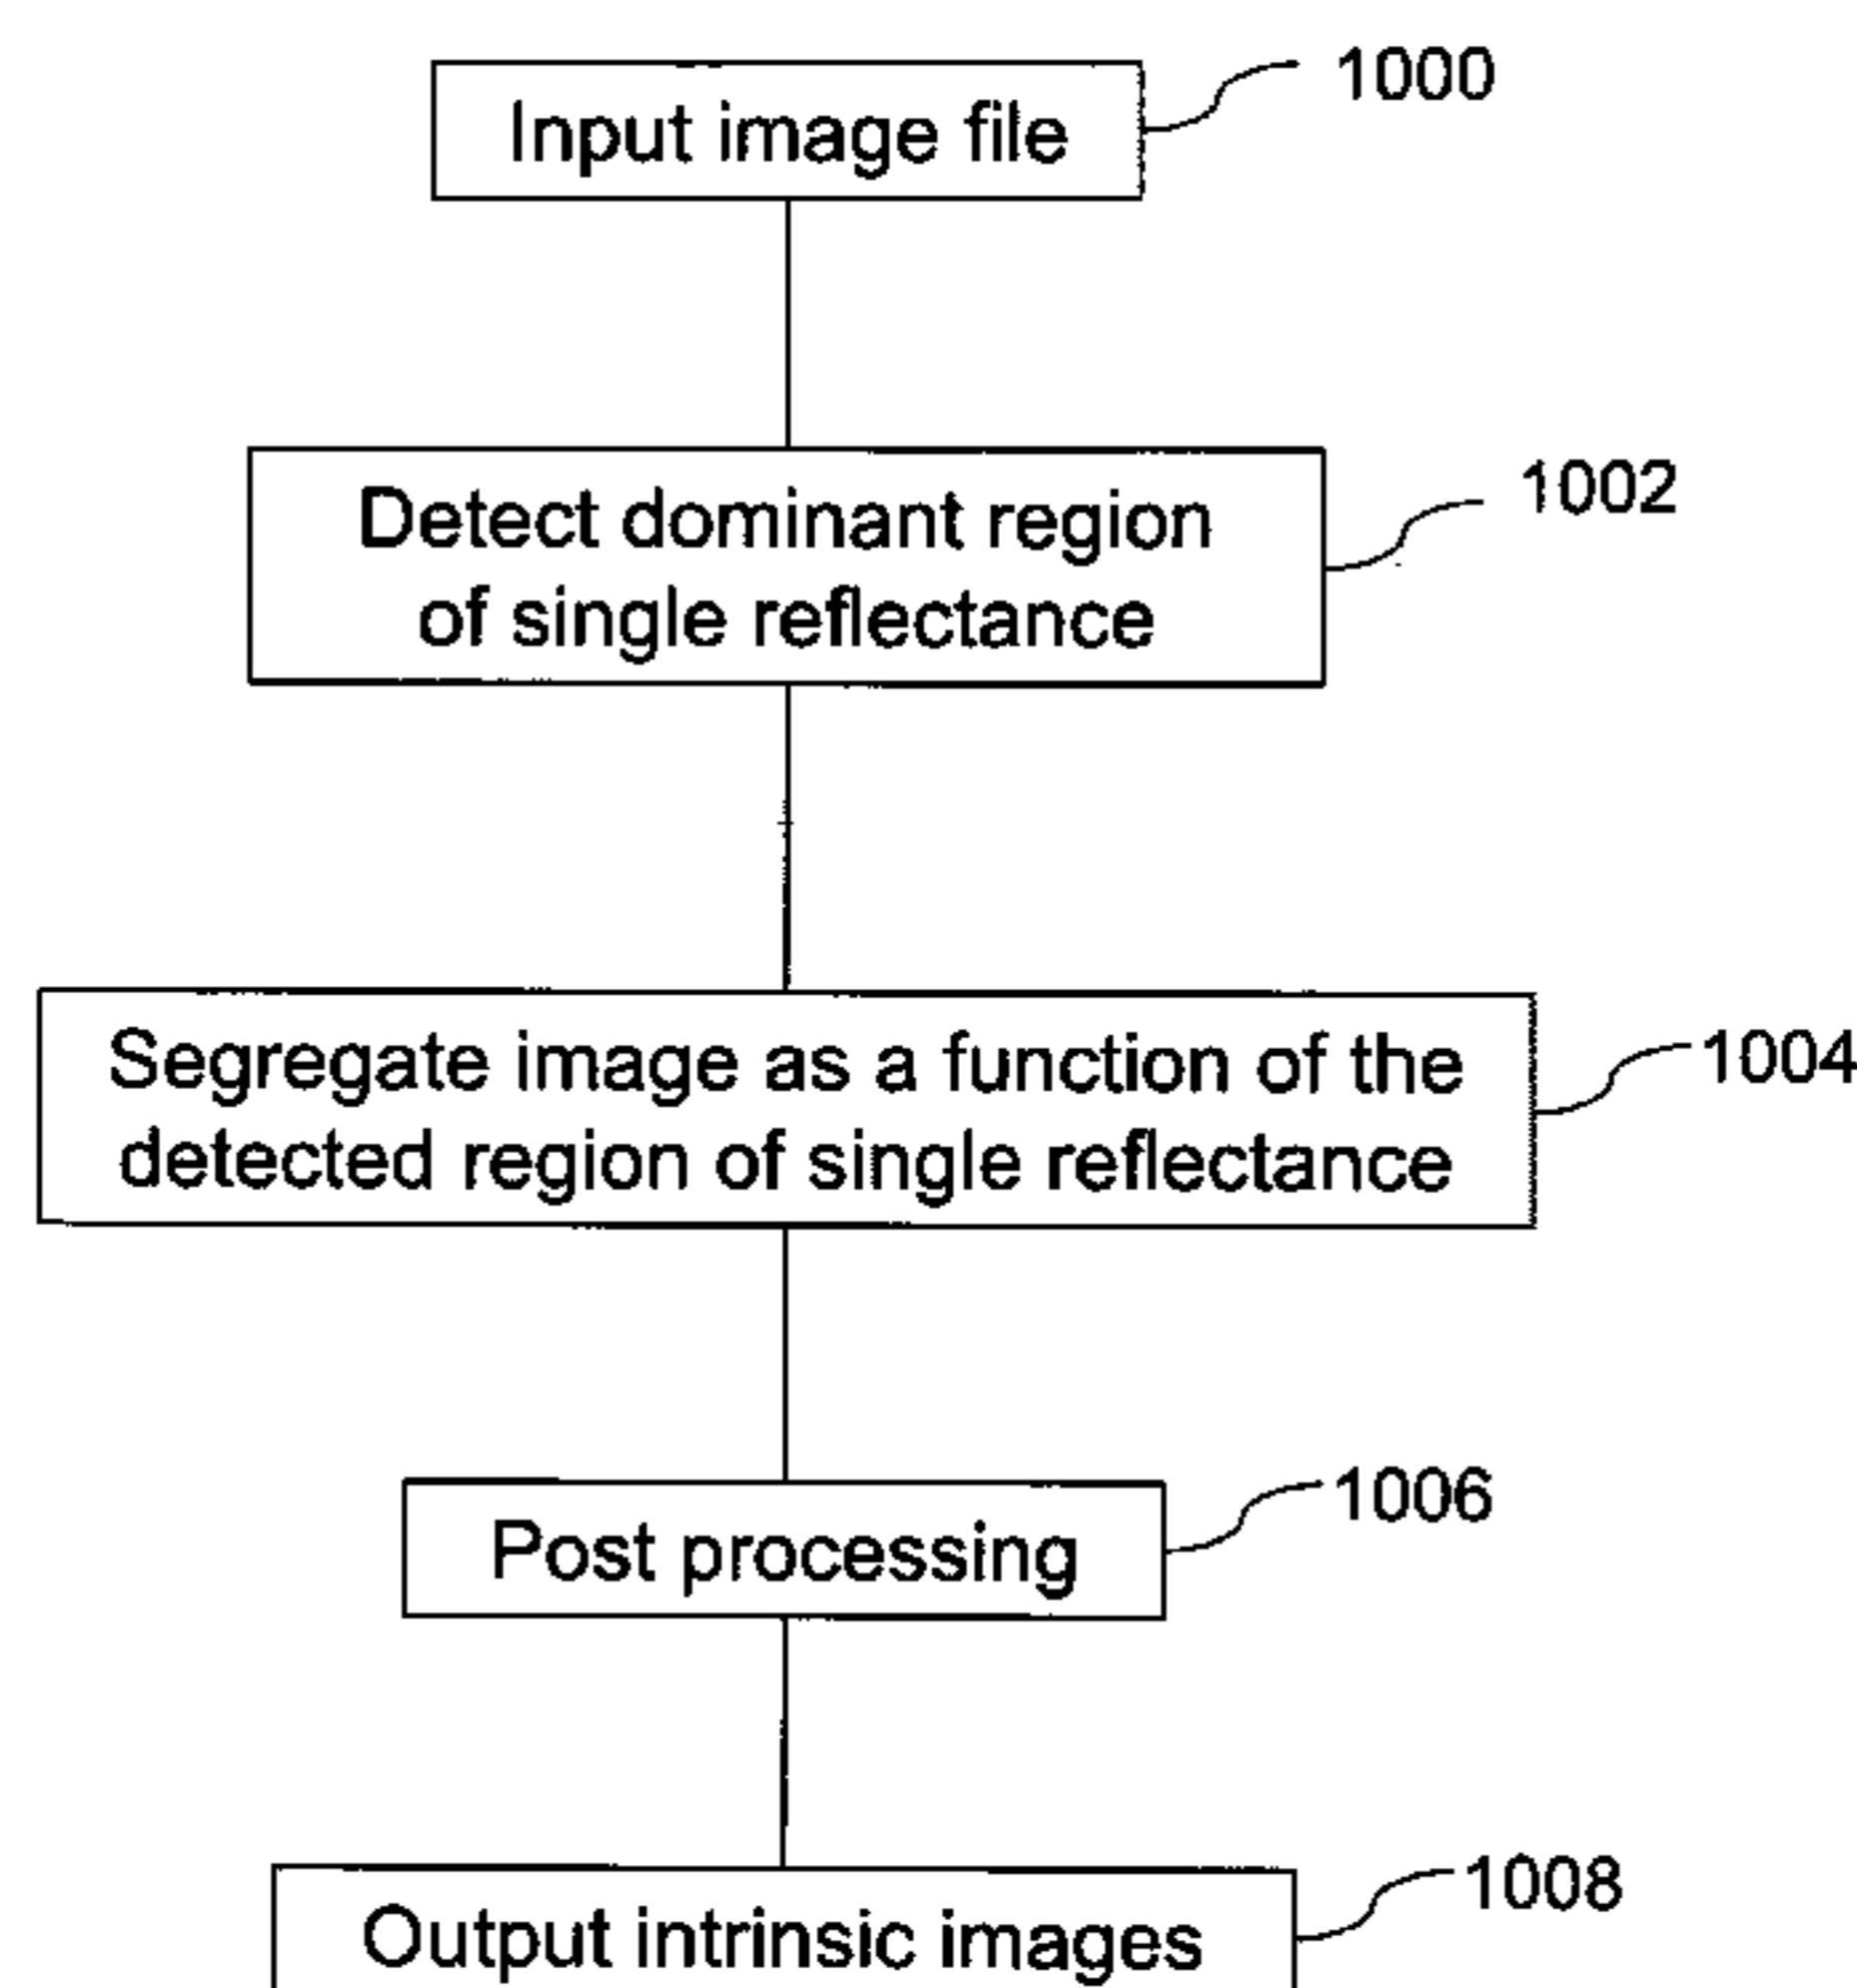 Input image file
1000
Detect dominant region
of single reflectance
1002
Segregate image as a function of the
detected region of single reflectance
1004
Post processing
1006
Output intrinsic images
1008